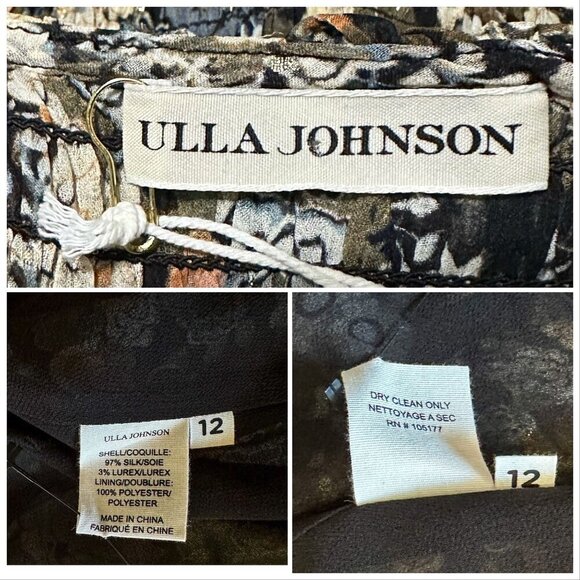 ULLA JOHNSON
ULLA JOHNSON
SHELL/COQUILLE:
97% SILK/SOIE
3% LUREX/LUREX
LINING/DOUBLURE:
100% POLYESTER/
POLYESTER
MADE IN CHINA
FABRIQUÉ EN CHINE
12
DRY CLEAN ONLY
NETTOYAGE A SEC
RN # 105177
12